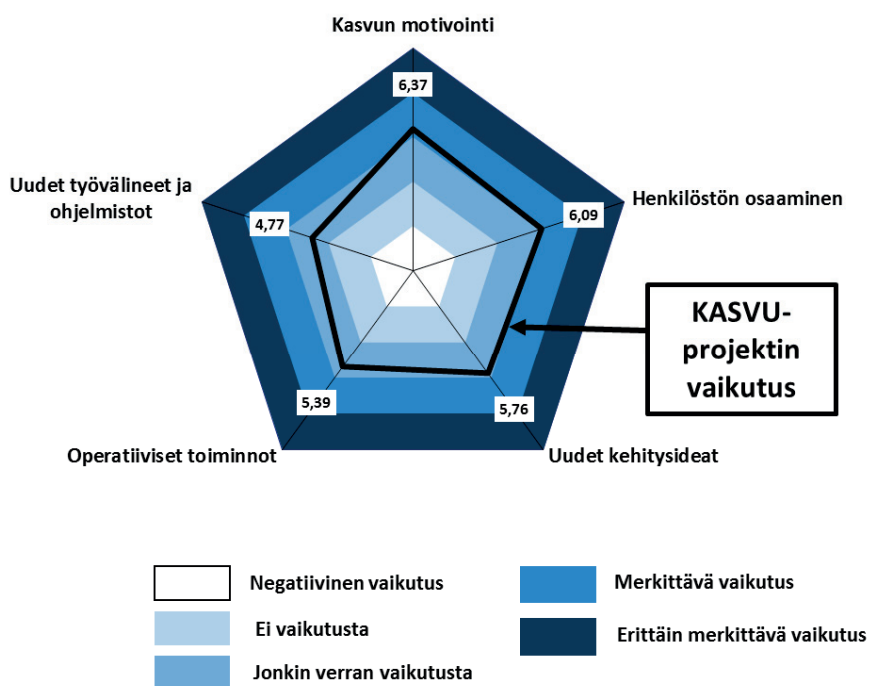 Kasvun motivointi
6,37
Uudet työvälineet ja
ohjelmistot
4,77
6,09
Henkilöstön osaaminen
KASVU-
projektin
vaikutus
5,39
5,76
Operatiiviset toiminnot
Uudet kehitysideat
Negatiivinen vaikutus
Merkittävä vaikutus
Ei vaikutusta
Erittäin merkittävä vaikutus
Jonkin verran vaikutusta